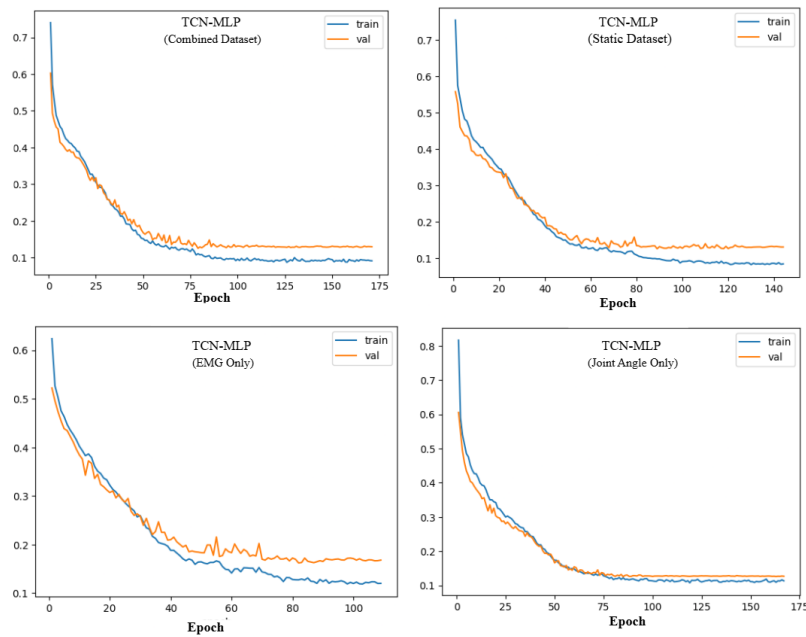 TCN-MLP
(Combined Dataset)
train
val
0.7
0.6
0.5
0.4
0.3
0.2
0.1
0
25
50
75
100
125
150
175
Epoch
TCN-MLP
(Static Dataset)
train
val
0.7
0.6
0.5
0.4
0.3
0.2
0.1
0
20
40
60
80
100
120
140
Epoch
TCN-MLP
(EMG Only)
train
val
0.6
0.5
0.4
0.3
0.2
0.1
0
20
40
60
80
100
Epoch
TCN-MLP
(Joint Angle Only)
train
val
0.8
0.7
0.6
0.5
0.4
0.3
0.2
0.1
0
25
50
75
100
125
150
175
Epoch